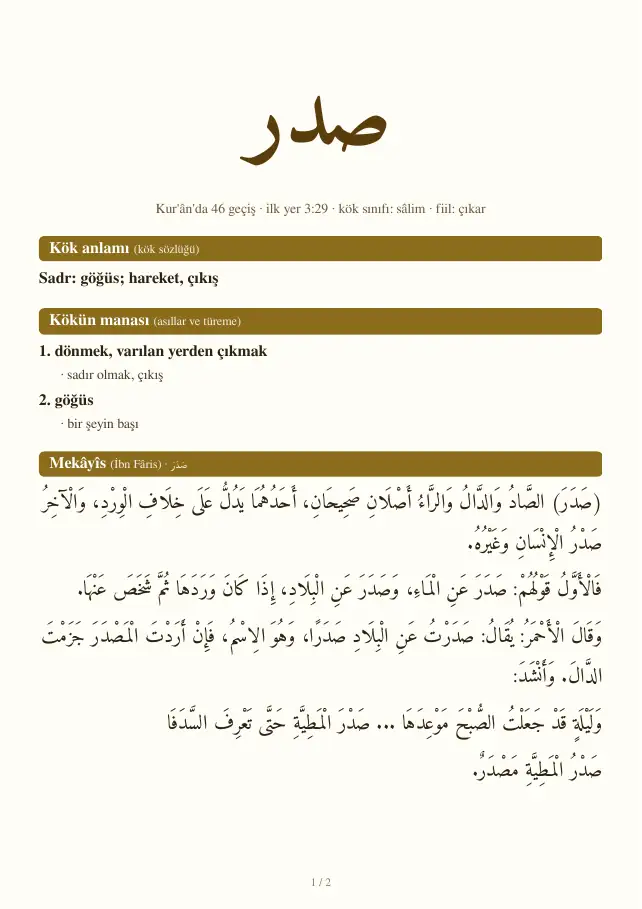 صدر
Kur'ân'da 46 geçiş · ilk yer 3:29 · kök sınıfı: sâlim · fiil: çıkar
Kök anlamı (kök sözlüğü)
Sadr: göğüs; hareket, çıkış
Kökün manası (asıllar ve türeme)
1. dönmek, varılan yerden çıkmak
· sadır olmak, çıkış
2. göğüs
· bir şeyin başı
Mekâyîs (İbn Fâris) · صَدَرَ
(صَدَرَ) الصَّادُ وَالدَّالُ وَالرَّاءُ أَصْلَانِ صَحِيحَانِ، أَحَدُهُمَا يَدُلُّ عَلَى خِلَافِ الْوِرْدِ، وَالْآخِرُ
صَدْرُ الْإِنْسَانِ وَغَيْرُهُ.
فَالْأَوَّلُ قَوْلُهُمْ: صَدَرَ عَنِ الْمَاءِ، وَصَدَرَ عَنِ الْبِلَادِ، إِذَا كَانَ وَرَدَهَا ثُمَّ شَخَصَ عَنْهَا.
وَقَالَ الْأَحْمَرُ: يُقَالُ: صَدَرْتُ عَنِ الْبِلَادِ صَدَرًا، وَهُوَ الِاسْمُ، فَإِنْ أَرَدْتَ الْمَصْدَرَ جَزَمْتَ
الدَّالَ. وَأَنْشَدَ:
وَلَيْلَةٍ قَدْ جَعَلْتُ الصُّبْحَ مَوْعِدَهَا ... صَدْرَ الْمَطِيَّةِ حَتَّى تَعْرِفَ السَّدَفَا
صَدْرُ الْمَطِيَّةِ مَصْدَرٌ.
1 / 2